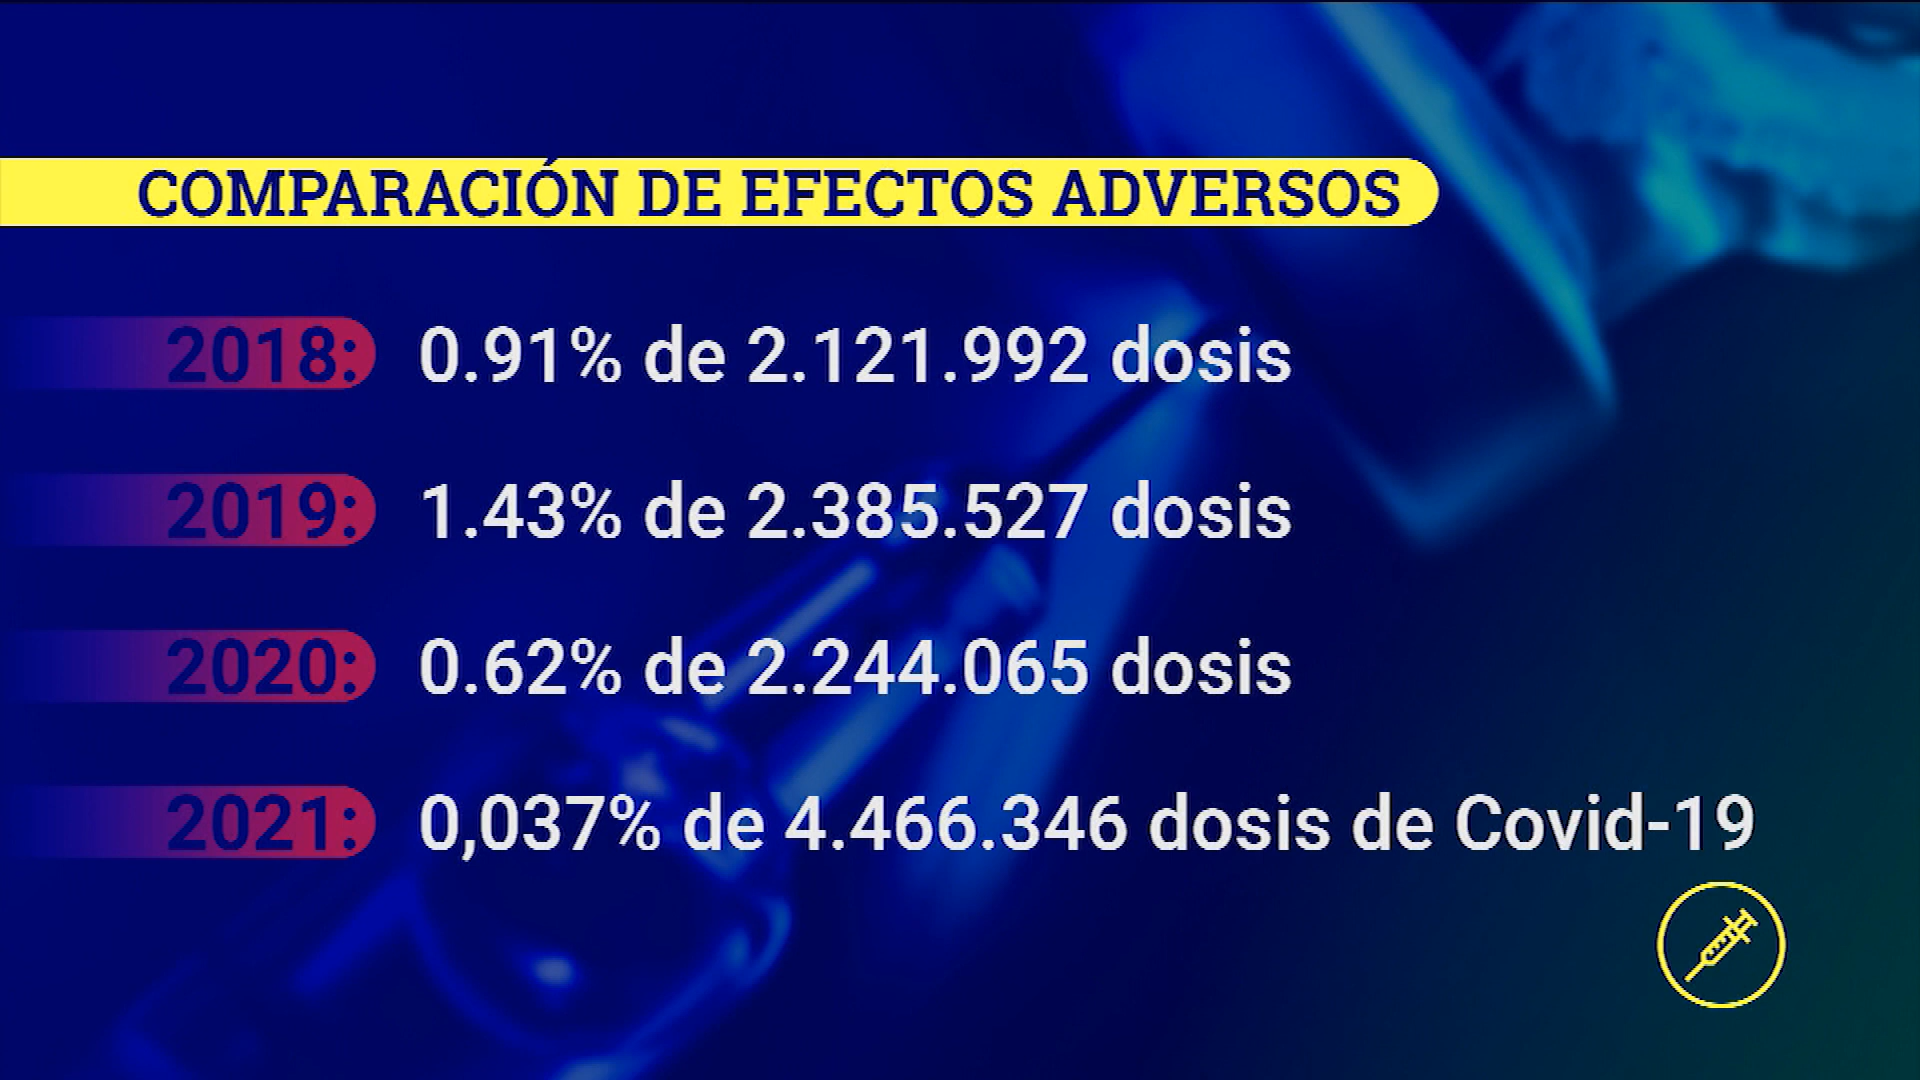 COMPARACIÓN DE EFECTOS ADVERSOS
2018: 0.91% de 2.121.992 dosis
2019: 1.43% de 2.385.527 dosis
2020: 0.62% de 2.244.065 dosis
2021: 0,037% de 4.466.346 dosis de Covid-19